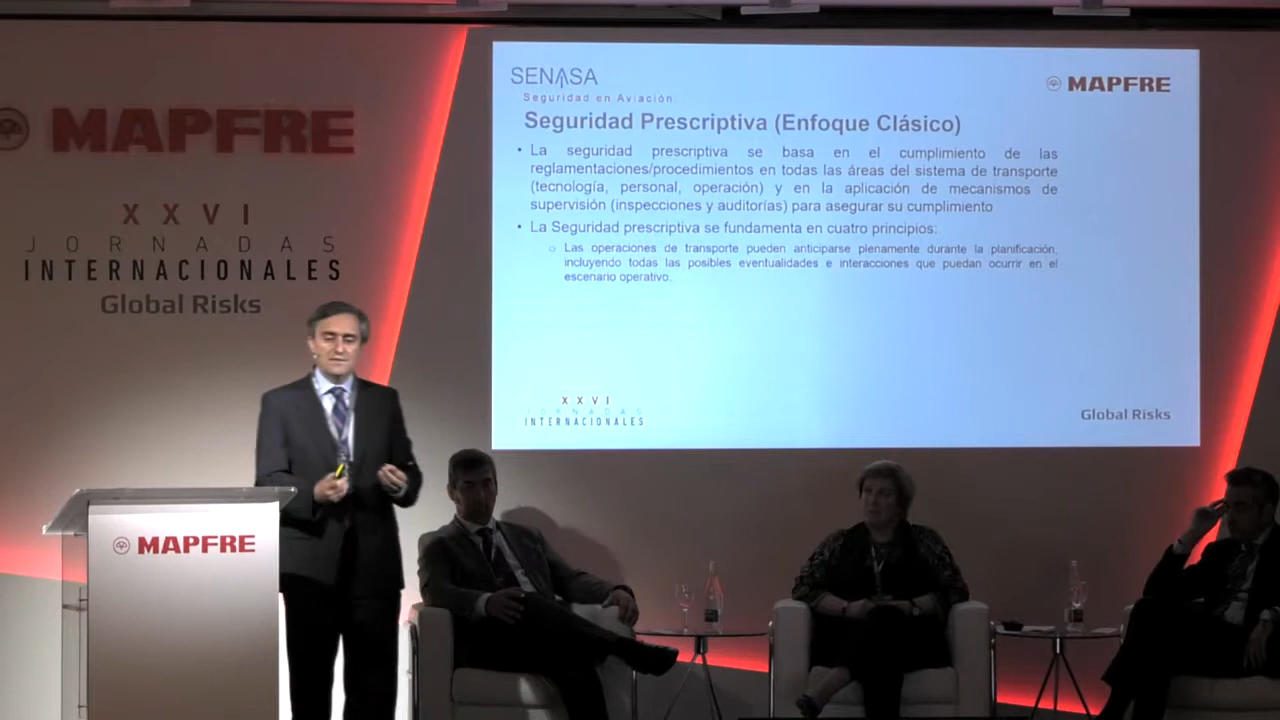 MAPFRE
XXVI
JORNADAS
INTERNACIONALES
Global Risks
SENASA
Seguridad en Aviación
MAPFRE
Seguridad Prescriptiva (Enfoque Clásico)
• La seguridad prescriptiva se basa en el cumplimiento de las
reglamentaciones/procedimientos en todas las áreas del sistema de transporte
(tecnología, personal, operación) y en la aplicación de mecanismos de
supervisión (inspecciones y auditorías) para asegurar su cumplimiento
• La Seguridad prescriptiva se fundamenta en cuatro principios:
o Las operaciones de transporte pueden anticiparse plenamente durante la planificación,
incluyendo todas las posibles eventualidades e interacciones que puedan ocurrir en el
escenario operativo.
XXVI
JORNADAS
INTERNACIONALES
Global Risks
MAPFRE